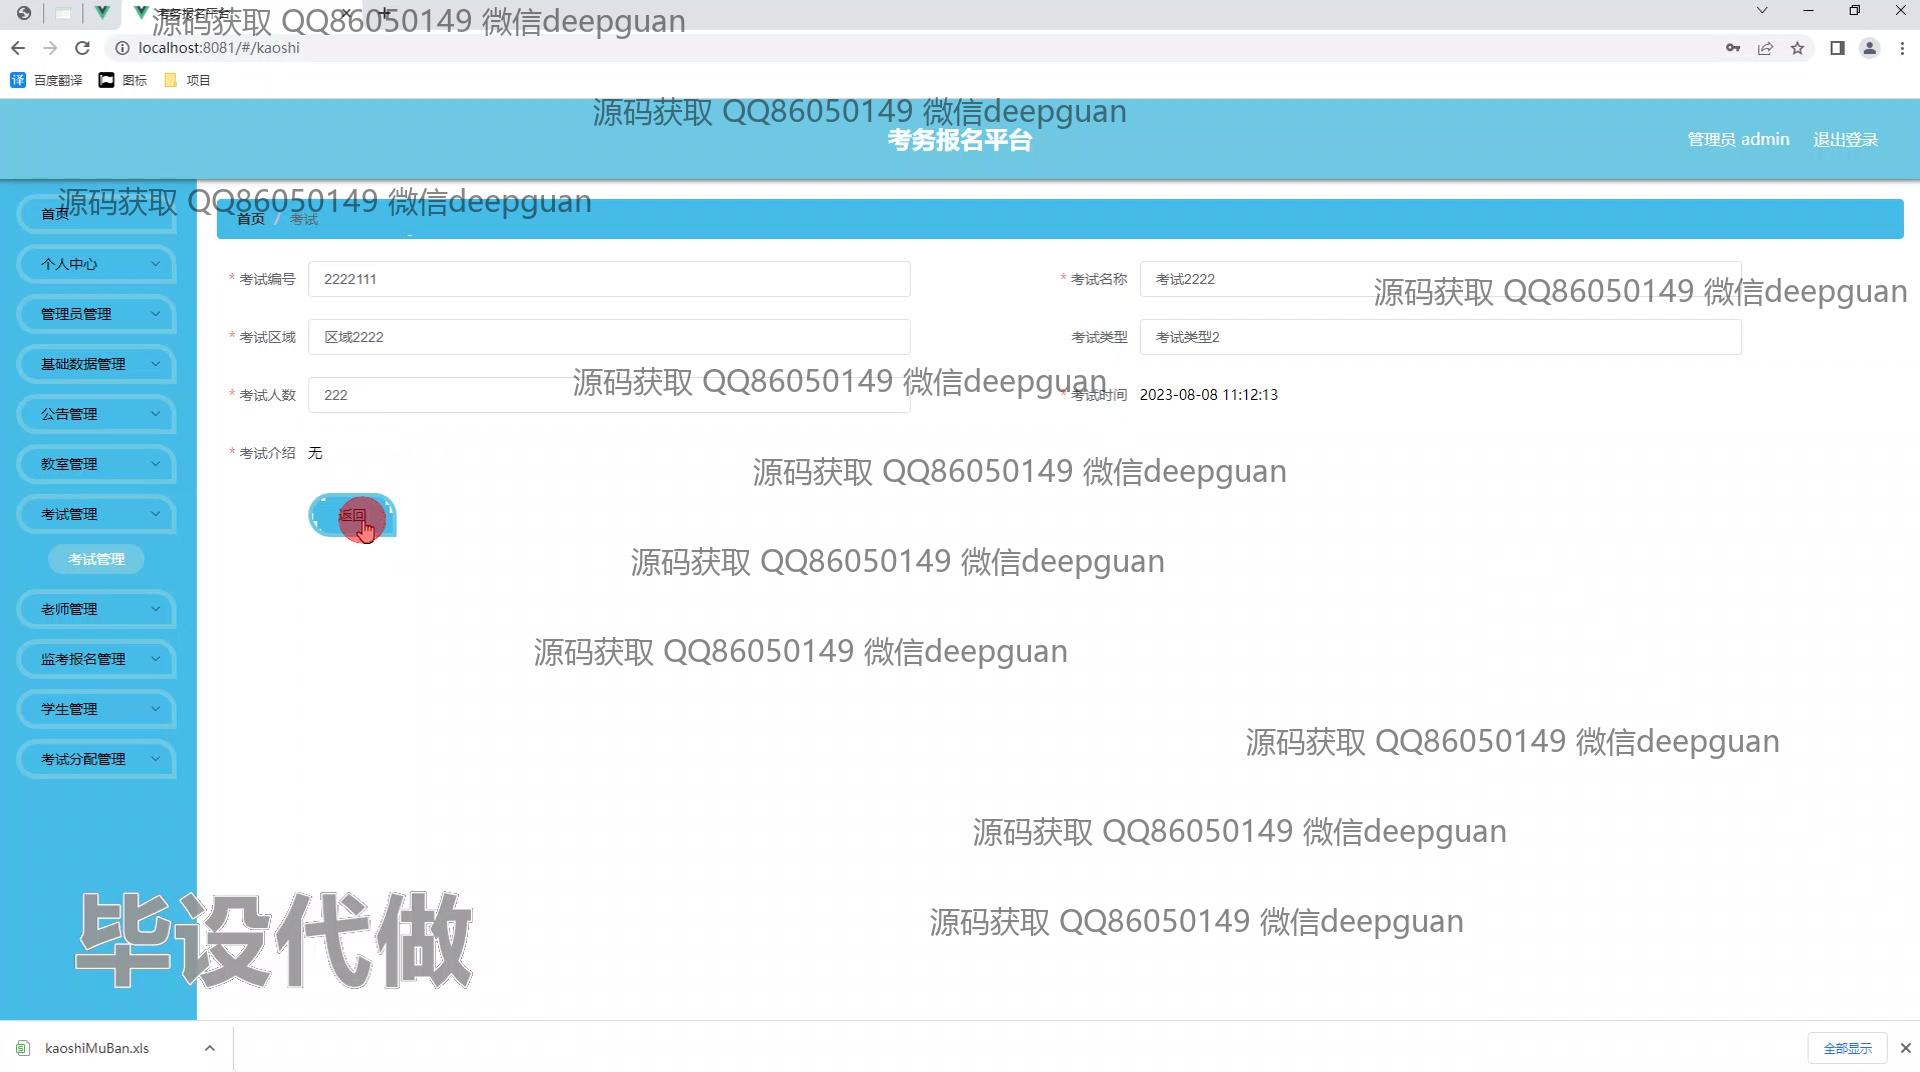 考务报名平台
源码获取 QQ86050149 微信deepguan
localhost:8081/#/kaoshi
百度翻译 图标 项目
源码获取 QQ86050149 微信deepguan
考务报名平台
管理员 admin 退出登录
源码获取 QQ86050149 微信deepguan
首页
首页 / 考试
个人中心
管理员管理
基础数据管理
公告管理
教室管理
考试管理
考试管理
老师管理
监考报名管理
学生管理
考试分配管理
* 考试编号 2222111
* 考试名称 考试2222
源码获取 QQ86050149 微信deepguan
* 考试区域 区域2222
考试类型 考试类型2
* 考试人数 222
源码获取 QQ86050149 微信deepguan
* 考试时间 2023-08-08 11:12:13
* 考试介绍 无
源码获取 QQ86050149 微信deepguan
返回
源码获取 QQ86050149 微信deepguan
源码获取 QQ86050149 微信deepguan
源码获取 QQ86050149 微信deepguan
源码获取 QQ86050149 微信deepguan
源码获取 QQ86050149 微信deepguan
毕设代做
kaoshiMuBan.xls
全部显示